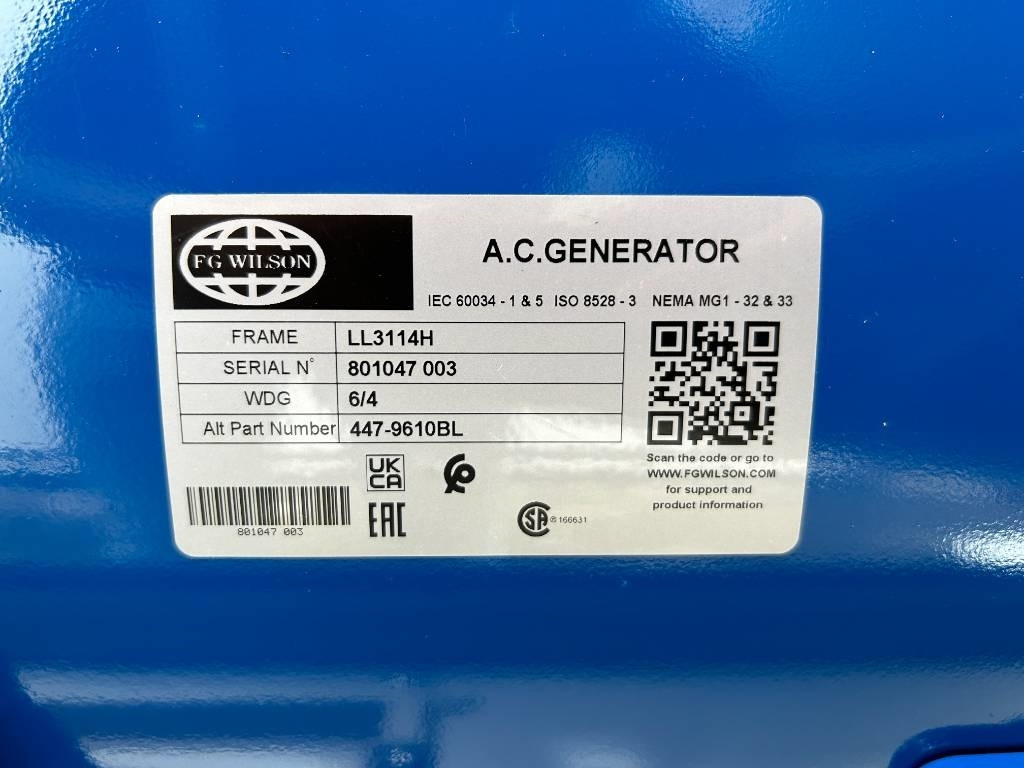 FG WILSON
A.C.GENERATOR
IEC 60034 - 1 & 5 ISO 8528 - 3 NEMA MG1 - 32 & 33
FRAME LL3114H
SERIAL N° 801047 003
WDG 6/4
Alt Part Number 447-9610BL
Scan the code or go to
WWW.FGWILSON.COM
for support and
product information
UK
CA
801047 003
EAC
SA ® 166631